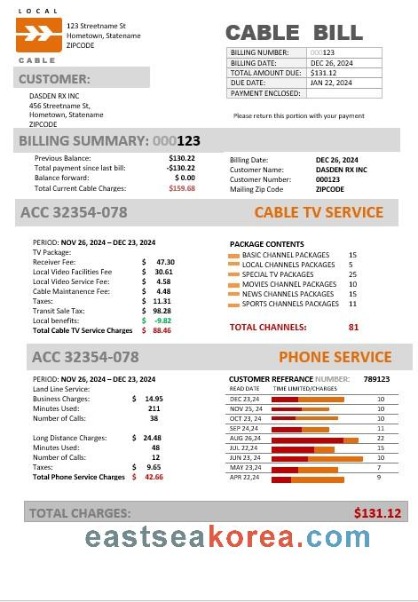 LOCAL
CABLE
123 Streetname St
Hometown, Statename
ZIPCODE
CABLE BILL
BILLING NUMBER: 000123
BILLING DATE: DEC 26, 2024
TOTAL AMOUNT DUE: $131.12
DUE DATE: JAN 22, 2024
PAYMENT ENCLOSED:
Please return this portion with your payment
CUSTOMER:
DASDEN RX INC
456 Streetname St,
Hometown, Statename
ZIPCODE
BILLING SUMMARY: 000123
Previous Balance: $130.22
Total payment since last bill: -$130.22
Balance forward: $ 0.00
Total Current Cable Charges: $159.68
Billing Date: DEC 26, 2024
Customer Name: DASDEN RX INC
Customer Number: 000123
Mailing Zip Code ZIPCODE
ACC 32354-078 CABLE TV SERVICE
PERIOD: NOV 26, 2024 – DEC 23, 2024
TV Package:
Receiver Fee: $ 47.30
Local Video Facilities Fee $ 30.61
Local Video Service Fee: $ 4.58
Cable Maintanence Fee: $ 4.48
Taxes: $ 11.31
Transit Sale Tax: $ 98.28
Local benefits: $ -9.82
Total Cable TV Service Charges $ 88.46
PACKAGE CONTENTS
BASIC CHANNEL PACKAGES 15
LOCAL CHANNELS PACKAGES 5
SPECIAL TV PACKAGES 25
MOVIES CHANNEL PACKAGES 10
NEWS CHANNEL PACKAGES 15
SPORTS CHANNEL PACKAGES 11
TOTAL CHANNELS: 81
ACC 32354-078 PHONE SERVICE
PERIOD: NOV 26, 2024 – DEC 23, 2024
Land Line Service:
Business Charges: $ 14.95
Minutes Used: 211
Number of Calls: 38
Long Distance Charges: $ 24.48
Minutes Used: 48
Number of Calls: 12
Taxes: $ 9.65
Total Phone Service Charges $ 42.66
CUSTOMER REFERANCE NUMBER: 789123
READ DATE TIME LIMITED/CHARGES
DEC 23,24 10
NOV 25, 24 10
OCT 23, 24 10
SEP 24,24 11
AUG 26,24 22
JUL 22,24 15
JUN 23, 24 10
MAY 23,24 7
APR 22,24 9
TOTAL CHARGES: $131.12
eastseakorea.com